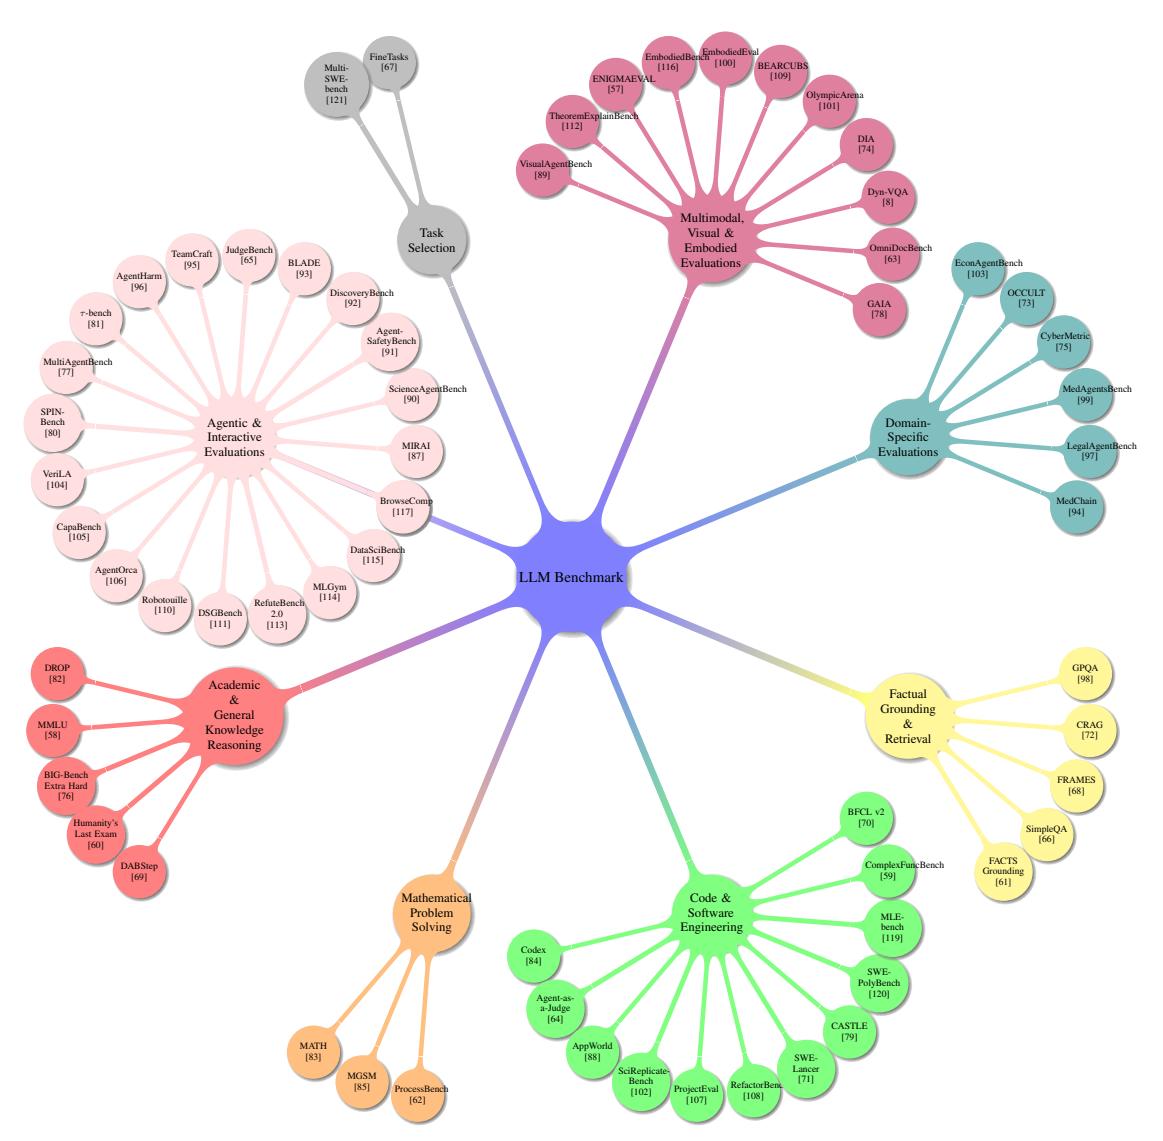 LLM Benchmark
Task
Selection
Multi-
SWE-
bench
[121]
FineTasks
[67]
Multimodal,
Visual &
Embodied
Evaluations
VisualAgentBench
[89]
TheoremExplainBench
[112]
ENIGMAEVAL
[57]
EmbodiedBench
[116]
EmbodiedEval
[100]
BEARCUBS
[109]
OlympicArena
[101]
DIA
[74]
Dyn-VQA
[8]
OmniDocBench
[63]
GAIA
[78]
Domain-
Specific
Evaluations
EconAgentBench
[103]
OCCULT
[73]
CyberMetric
[75]
MedAgentsBench
[99]
LegalAgentBench
[97]
MedChain
[94]
Factual
Grounding
&
Retrieval
GPQA
[98]
CRAG
[72]
FRAMES
[68]
SimpleQA
[66]
FACTS
Grounding
[61]
Code &
Software
Engineering
BFCL v2
[70]
ComplexFuncBench
[59]
MLE-
bench
[119]
SWE-
PolyBench
[120]
CASTLE
[79]
SWE-
Lancer
[71]
RefactorBench
[108]
ProjectEval
[107]
SciReplicate-
Bench
[102]
AppWorld
[88]
Agent-as-
a-Judge
[64]
Codex
[84]
Mathematical
Problem
Solving
MATH
[83]
MGSM
[85]
ProcessBench
[62]
Academic
&
General
Knowledge
Reasoning
DROP
[82]
MMLU
[58]
BIG-Bench
Extra Hard
[76]
Humanity's
Last Exam
[60]
DABStep
[69]
Agentic &
Interactive
Evaluations
BrowseComp
[117]
MIRAI
[87]
ScienceAgentBench
[90]
Agent-
SafetyBench
[91]
DiscoveryBench
[92]
BLADE
[93]
JudgeBench
[65]
TeamCraft
[95]
AgentHarm
[96]
τ-bench
[81]
MultiAgentBench
[77]
SPIN-
Bench
[80]
VeriLA
[104]
CapaBench
[105]
AgentOrca
[106]
Robotouille
[110]
DSGBench
[111]
RefuteBench
2.0
[113]
MLGym
[114]
DataSciBench
[115]